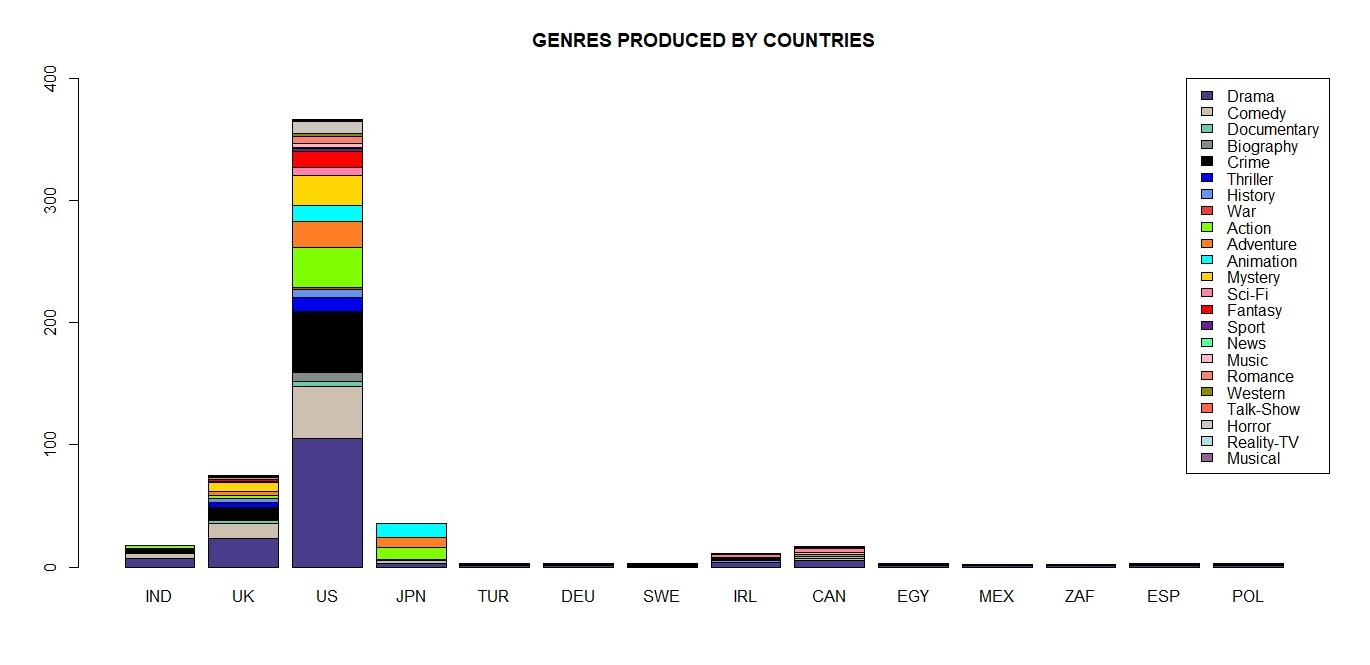 GENRES PRODUCED BY COUNTRIES
400
300
200
100
0
Drama
Comedy
Documentary
Biography
Crime
Thriller
History
War
Action
Adventure
Animation
Mystery
Sci-Fi
Fantasy
Sport
News
Music
Romance
Western
Talk-Show
Horror
Reality-TV
Musical
IND UK US JPN TUR DEU SWE IRL CAN EGY MEX ZAF ESP POL